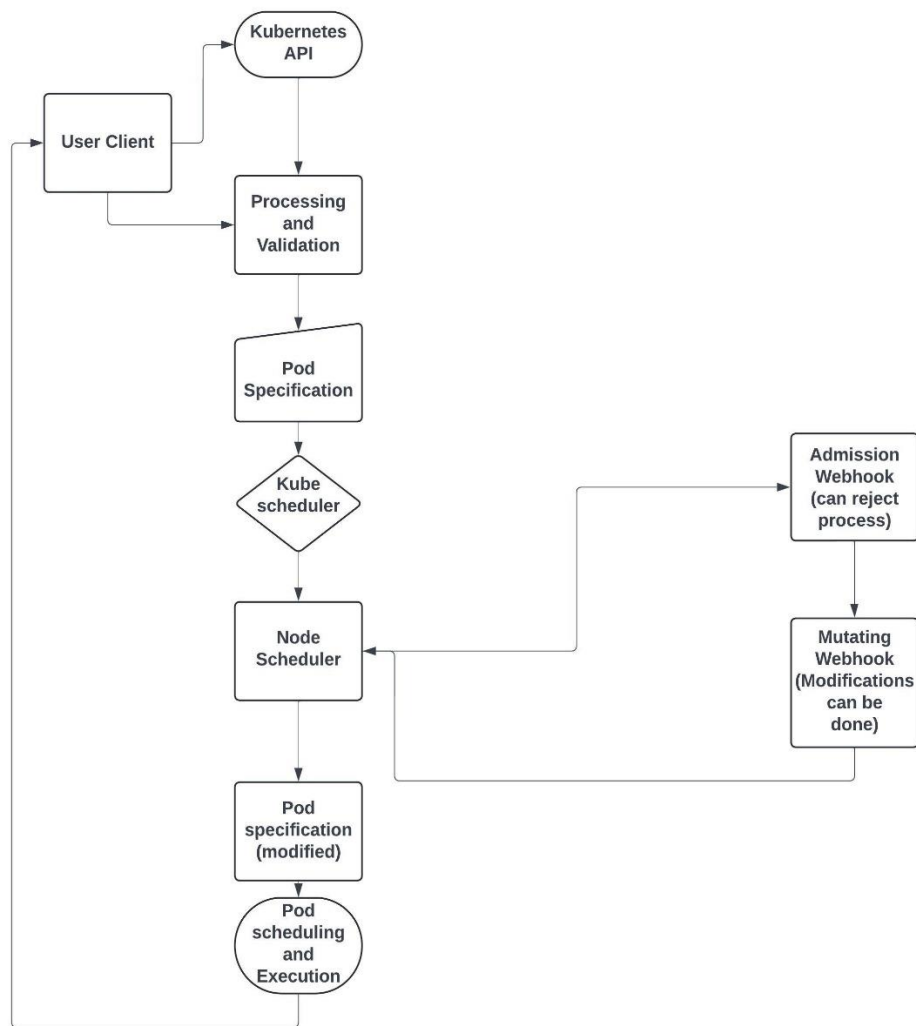 Kubernetes
API
User Client
Processing
and
Validation
Pod
Specification
Kube
scheduler
Admission
Webhook
(can reject
process)
Node
Scheduler
Mutating
Webhook
(Modifications
can be
done)
Pod
specification
(modified)
Pod
scheduling
and
Execution